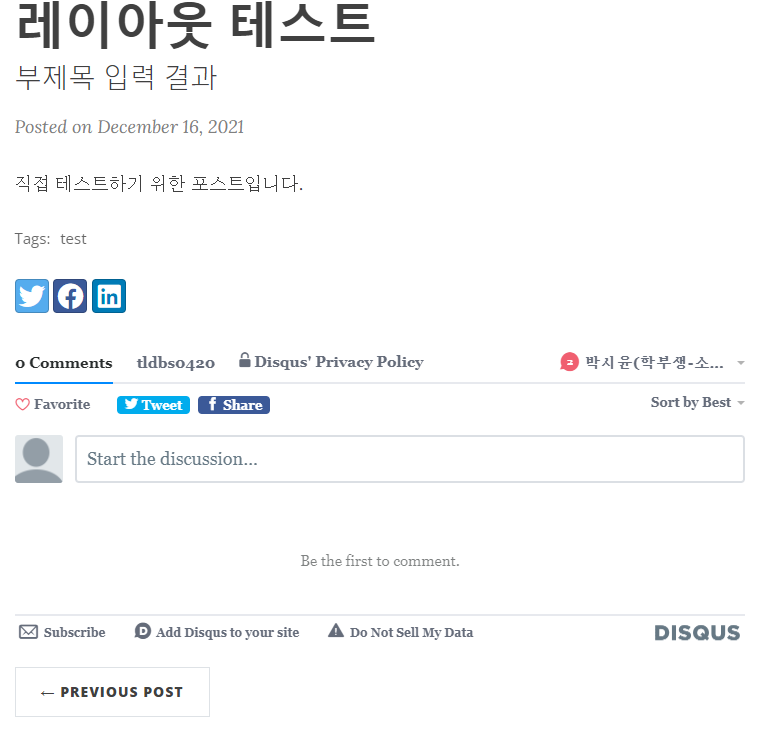 레이아웃 테스트
부제목 입력 결과
Posted on December 16, 2021
직접 테스트하기 위한 포스트입니다.
Tags: test
0 Comments tldbs0420 Disqus' Privacy Policy 2 박시윤(학부생-소...
Favorite Tweet Share Sort by Best
Start the discussion...
Be the first to comment.
Subscribe Add Disqus to your site Do Not Sell My Data DISQUS
← PREVIOUS POST